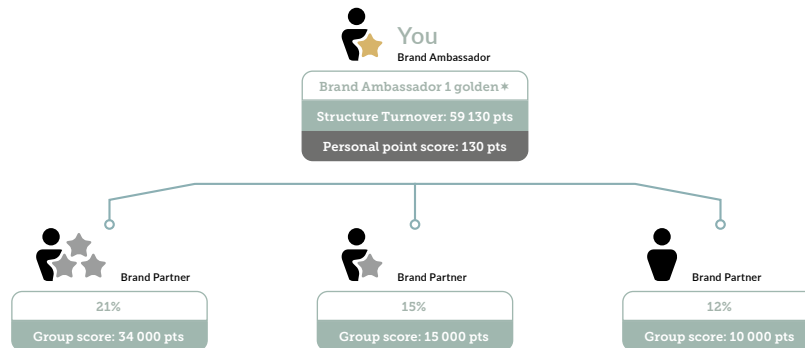 You
Brand Ambassador
Brand Ambassador 1 golden✶
Structure Turnover: 59 130 pts
Personal point score: 130 pts
Brand Partner
Brand Partner
Brand Partner
21%
15%
12%
Group score: 34 000 pts
Group score: 15 000 pts
Group score: 10 000 pts